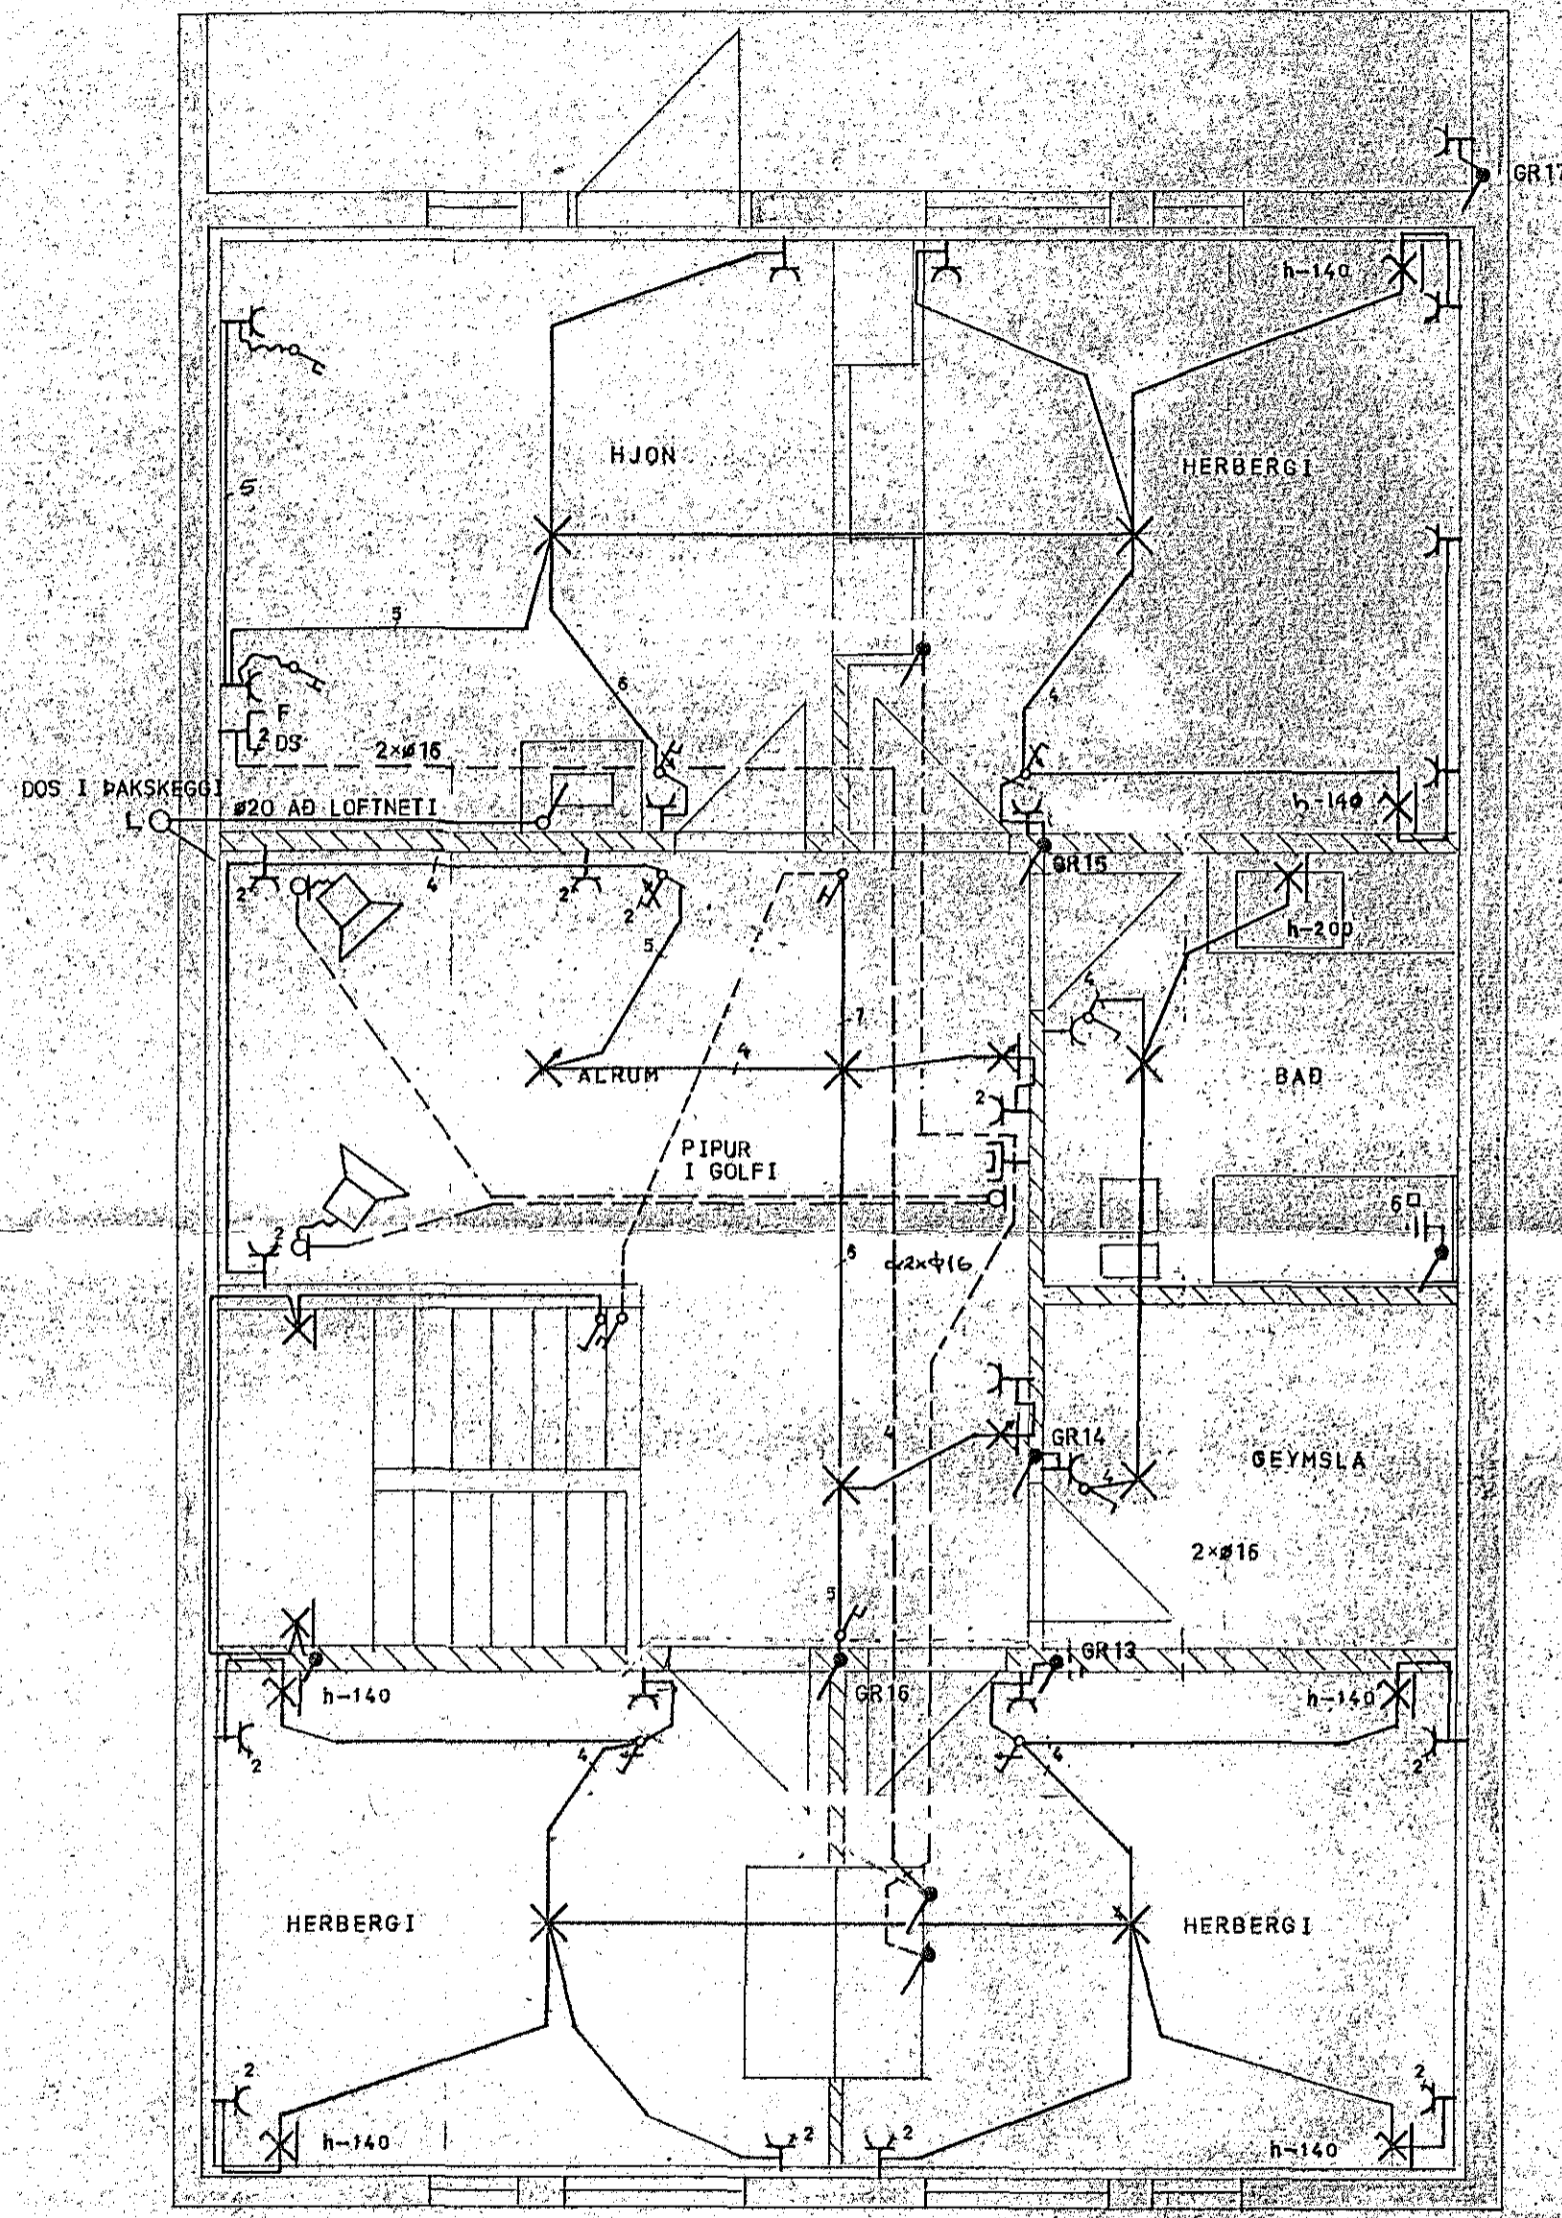 GR17
h-140
HJON
HERBERGI
5
5
6
4
F
2 DS
2×ø16
DOS I ÞAKSKEGGI
L
ø20 AÐ LOFTNETI
h-140
GR15
2
4
2
2
5
h-200
4
7
4
ALRUM
BAÐ
2
PIPUR
I GOLFI
6
2
6
2×φ16
4
GR14
4
GEYMSLA
2×ø16
5
GR13
h-140
GR16
h-140
2
4
4
2
HERBERGI
HERBERGI
2
2
h-140
2
2
h-140